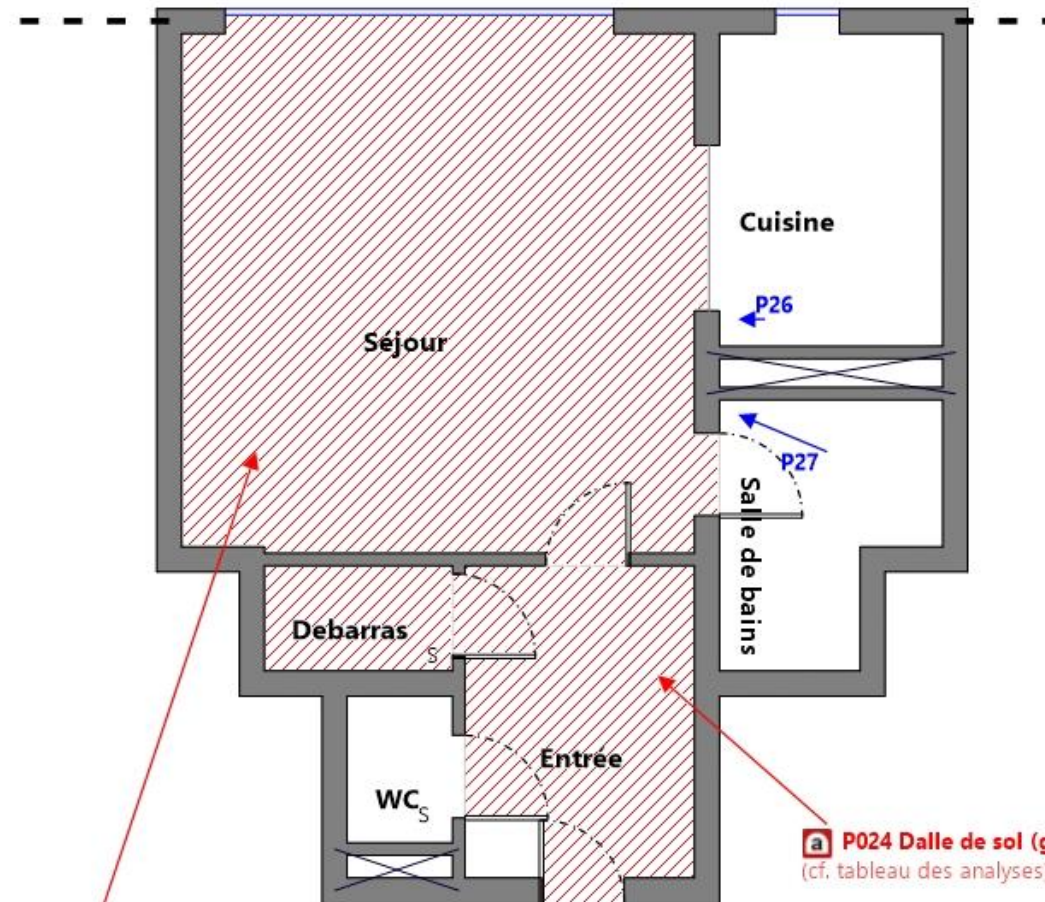 Cuisine
P26
Séjour
P27
Salle de bains
Debarras
S
Entrée
WC
S
a P024 Dalle de sol (g
(cf. tableau des analyses